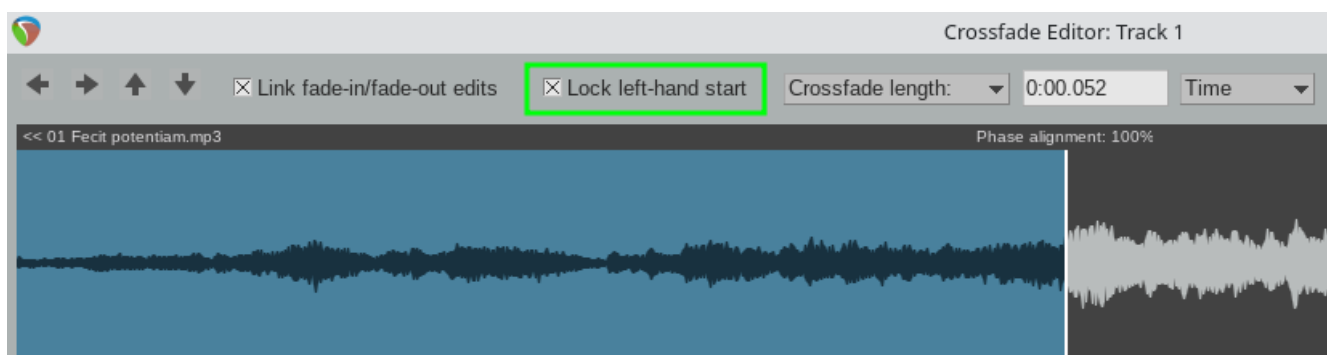 Crossfade Editor: Track 1
Link fade-in/fade-out edits Lock left-hand start Crossfade length: 0:00.052 Time
<< 01 Fecit potentiam.mp3 Phase alignment: 100%